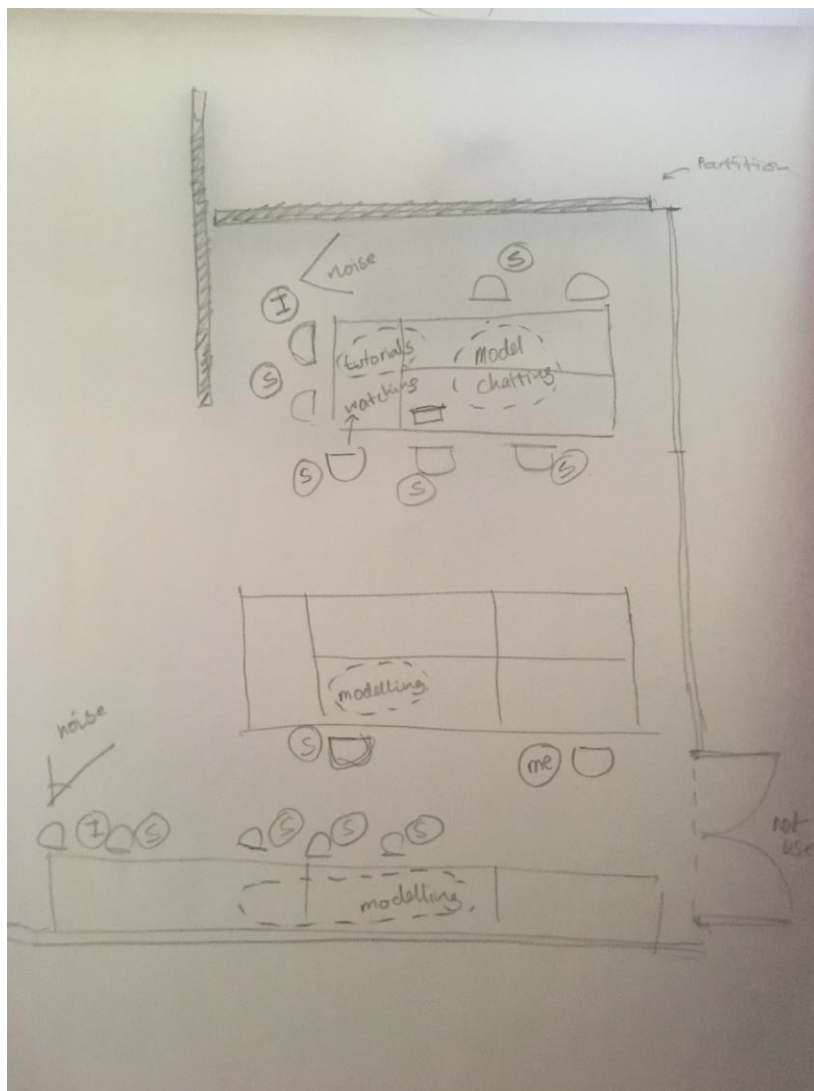 Partition
noise
S
I
tutorials
Model
chatting
S
watching
S
S
S
modelling
noise
S
me
not
use
I
S
S
S
S
modelling